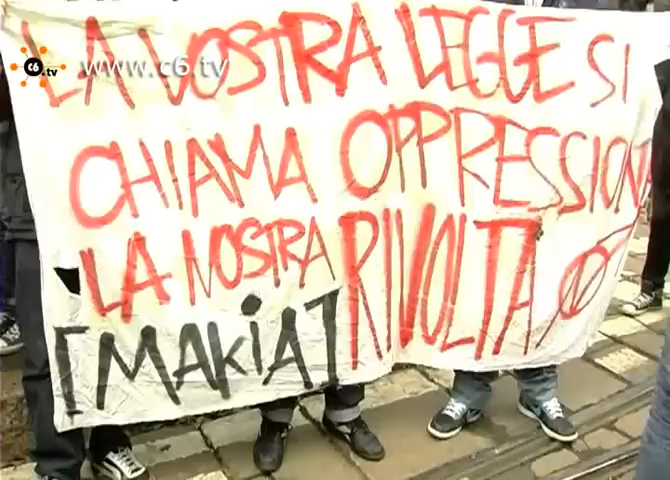 c6.tv
www.c6.tv
LA VOSTRA LEGGE SI
CHIAMA OPPRESSIONE
LA NOSTRA RIVOLTA
[MAKiA]